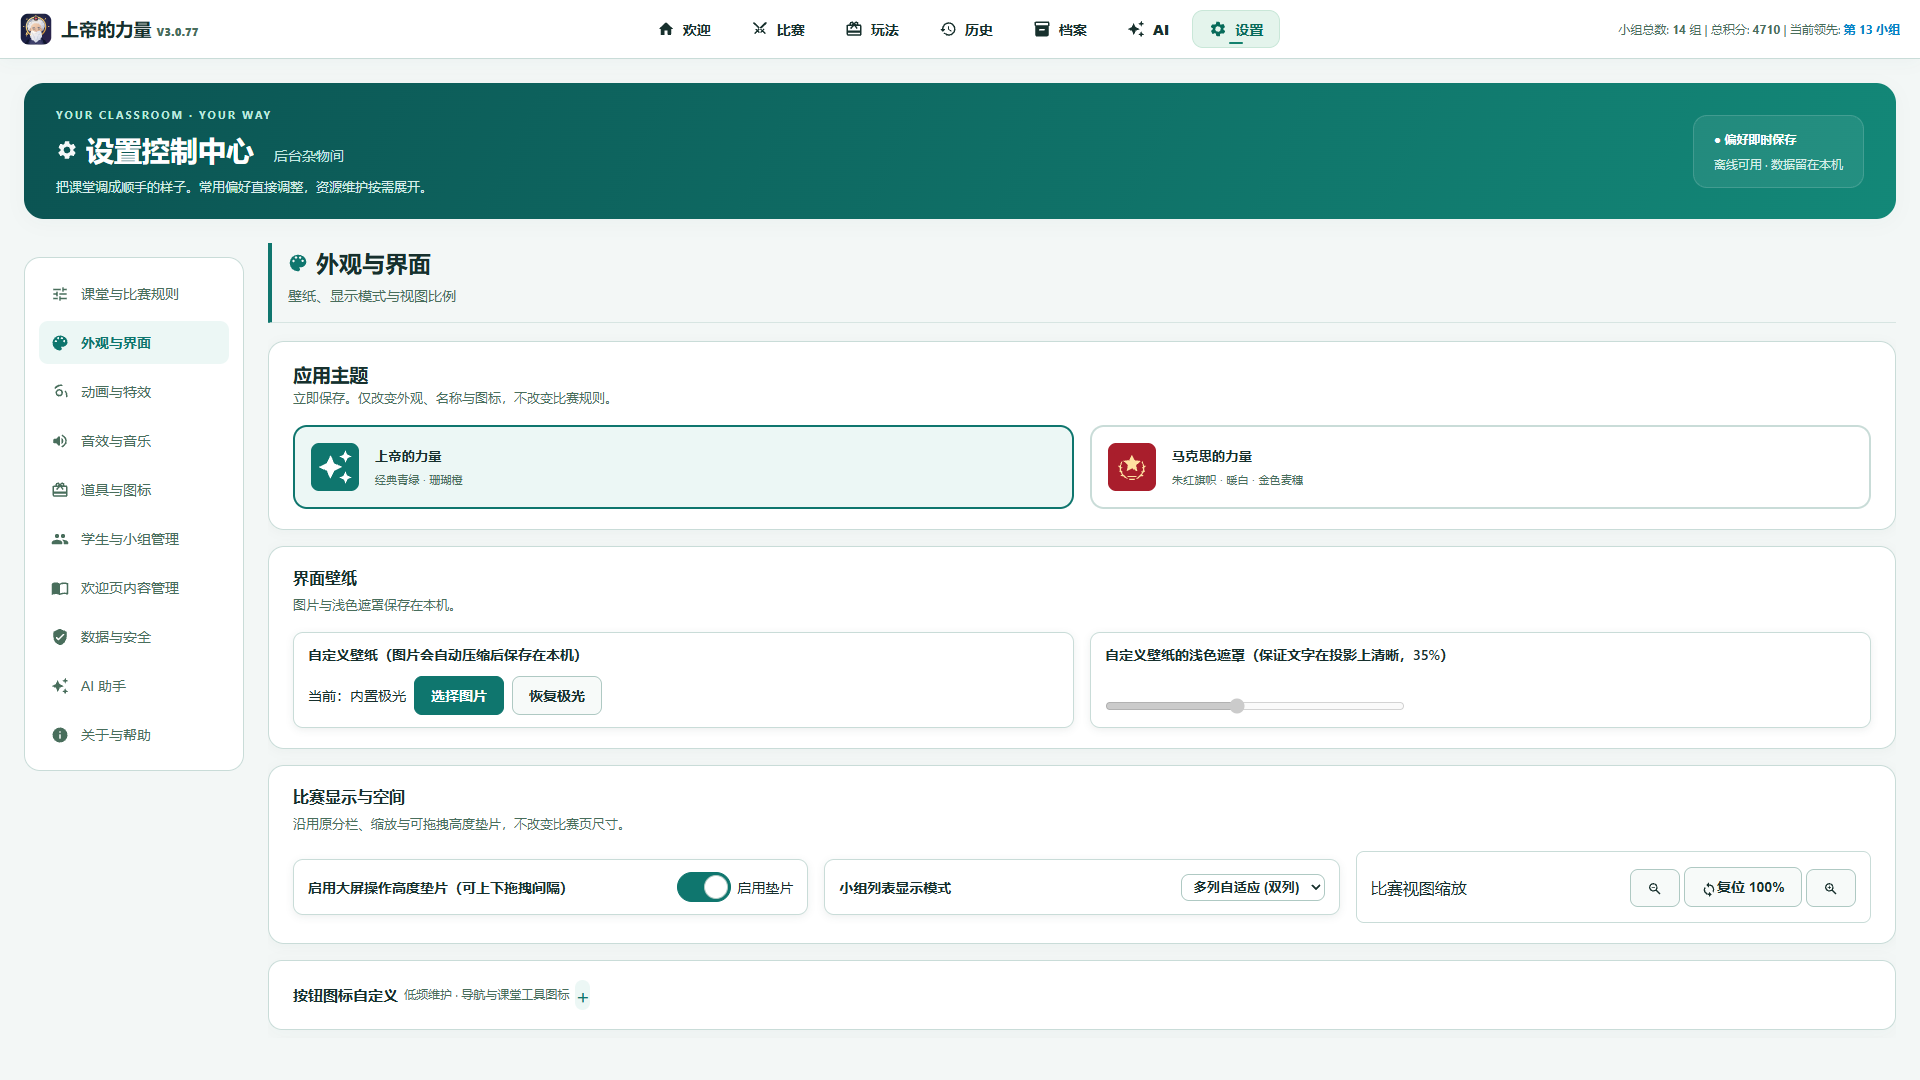 上帝的力量 V3.0.77
欢迎
比赛
玩法
历史
档案
AI
设置
小组总数: 14 组 | 总积分: 4710 | 当前领先: 第 13 小组
YOUR CLASSROOM · YOUR WAY
设置控制中心 后台杂物间
把课堂调成顺手的样子。常用偏好直接调整，资源维护按需展开。
● 偏好即时保存
离线可用 · 数据留在本机
课堂与比赛规则
外观与界面
动画与特效
音效与音乐
道具与图标
学生与小组管理
欢迎页内容管理
数据与安全
AI 助手
关于与帮助
外观与界面
壁纸、显示模式与视图比例
应用主题
立即保存。仅改变外观、名称与图标，不改变比赛规则。
上帝的力量
经典青绿 · 珊瑚橙
马克思的力量
朱红旗帜 · 暖白 · 金色麦穗
界面壁纸
图片与浅色遮罩保存在本机。
自定义壁纸（图片会自动压缩后保存在本机）
当前：内置极光 选择图片 恢复极光
自定义壁纸的浅色遮罩（保证文字在投影上清晰，35%）
比赛显示与空间
沿用原分栏、缩放与可拖拽高度垫片，不改变比赛页尺寸。
启用大屏操作高度垫片（可上下拖拽间隔） 启用垫片
小组列表显示模式 多列自适应 (双列)
比赛视图缩放 复位 100%
按钮图标自定义 低频维护 · 导航与课堂工具图标 +